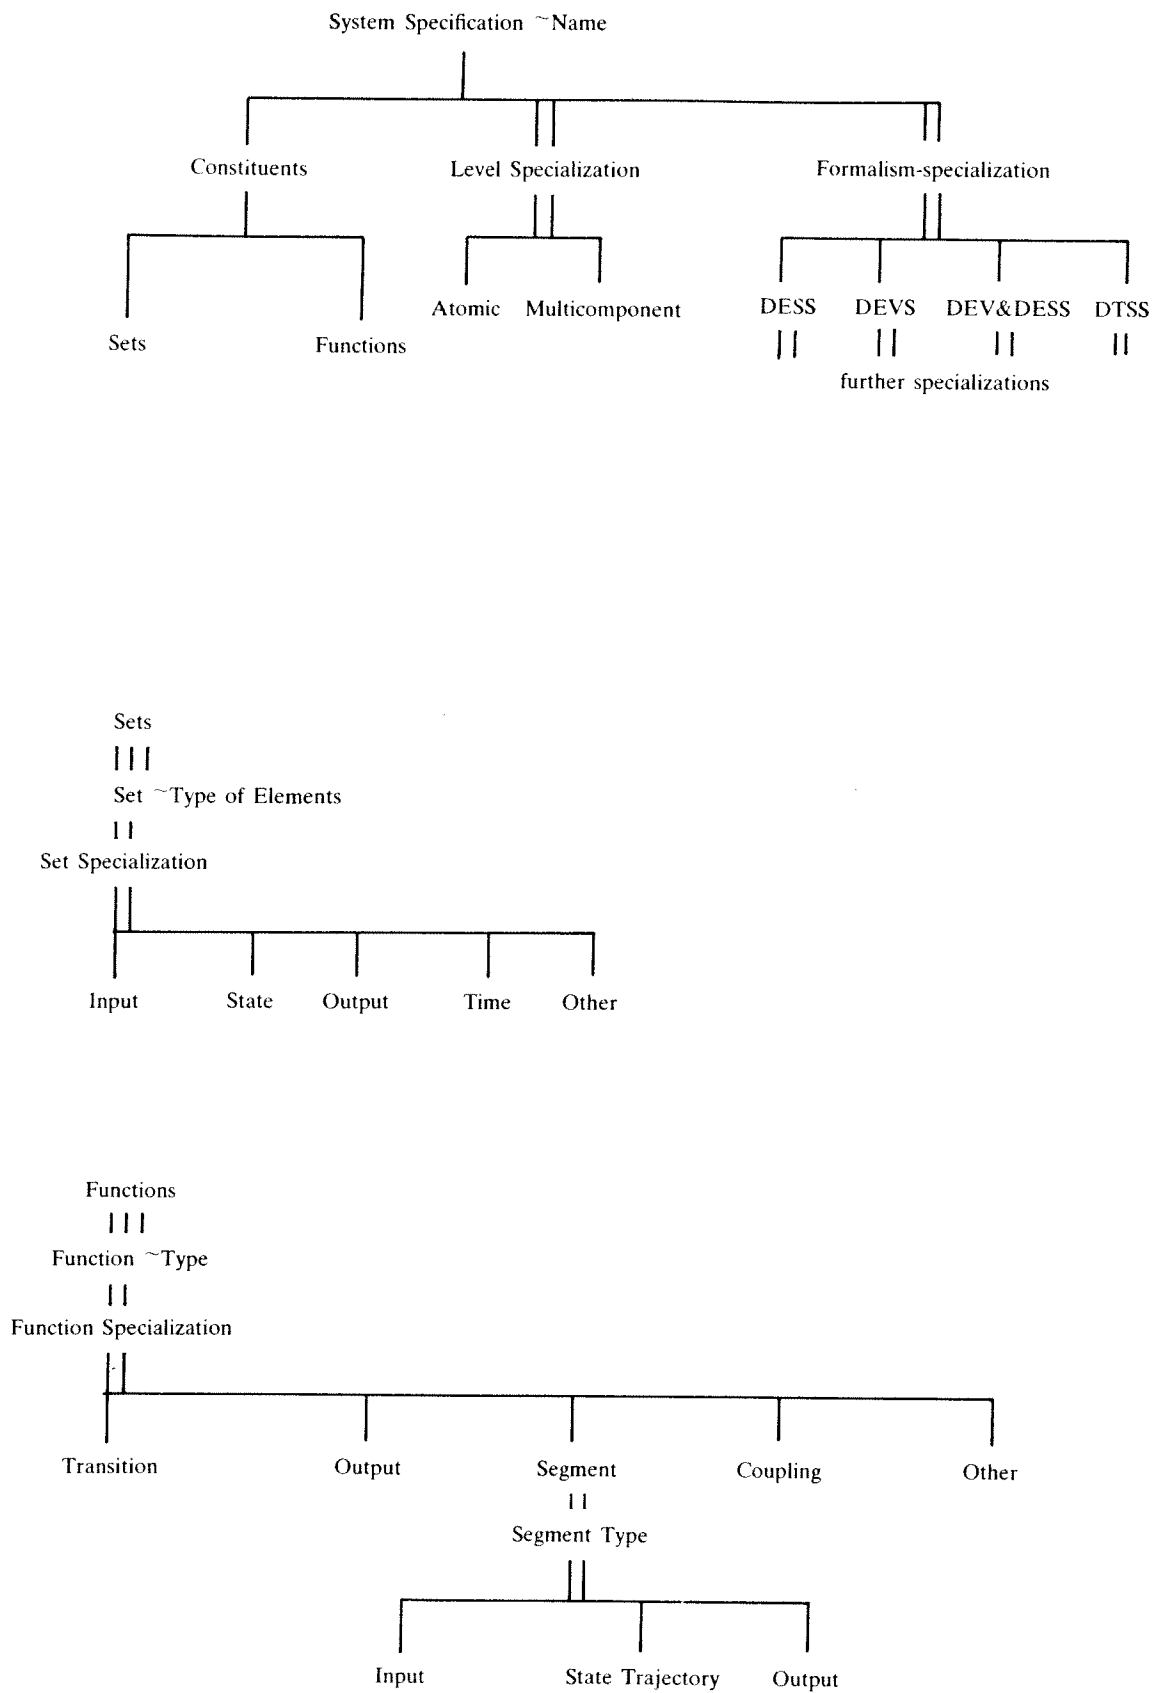 System Specification ~Name
Constituents Level Specialization Formalism-specialization
Atomic Multicomponent DESS DEVS DEV&DESS DTSS
Sets Functions
further specializations
Sets
Set ~Type of Elements
Set Specialization
Input State Output Time Other
Functions
Function ~Type
Function Specialization
Transition Output Segment Coupling Other
Segment Type
Input State Trajectory Output